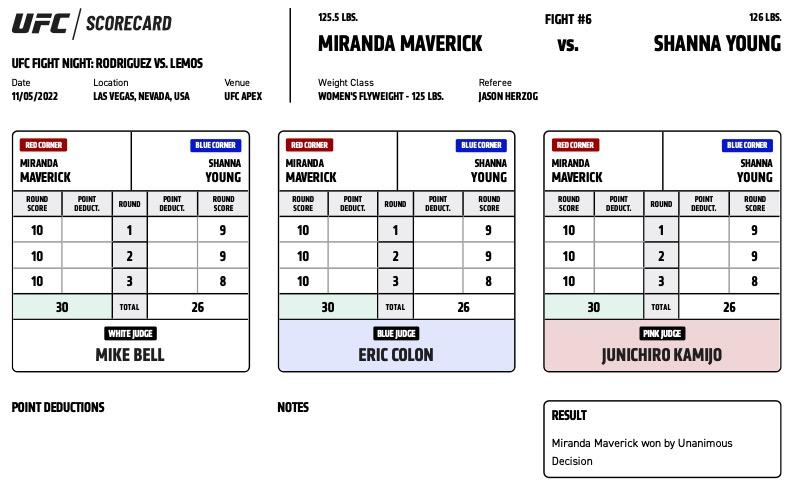 UFC SCORECARD
UFC FIGHT NIGHT: RODRIGUEZ VS. LEMOS
Date Location Venue
11/05/2022 LAS VEGAS, NEVADA, USA UFC APEX
125.5 LBS. FIGHT #6 126 LBS.
MIRANDA MAVERICK VS. SHANNA YOUNG
Weight Class Referee
WOMEN'S FLYWEIGHT - 125 LBS. JASON HERZOG
RED CORNER BLUE CORNER
MIRANDA SHANNA
MAVERICK YOUNG
ROUND POINT ROUND POINT ROUND
SCORE DEDUCT. DEDUCT. SCORE
10 1 9
10 2 9
10 3 8
30 TOTAL 26
WHITE JUDGE
MIKE BELL
RED CORNER BLUE CORNER
MIRANDA SHANNA
MAVERICK YOUNG
ROUND POINT ROUND POINT ROUND
SCORE DEDUCT. DEDUCT. SCORE
10 1 9
10 2 9
10 3 8
30 TOTAL 26
BLUE JUDGE
ERIC COLON
RED CORNER BLUE CORNER
MIRANDA SHANNA
MAVERICK YOUNG
ROUND POINT ROUND POINT ROUND
SCORE DEDUCT. DEDUCT. SCORE
10 1 9
10 2 9
10 3 8
30 TOTAL 26
PINK JUDGE
JUNICHIRO KAMIJO
POINT DEDUCTIONS
NOTES
RESULT
Miranda Maverick won by Unanimous
Decision